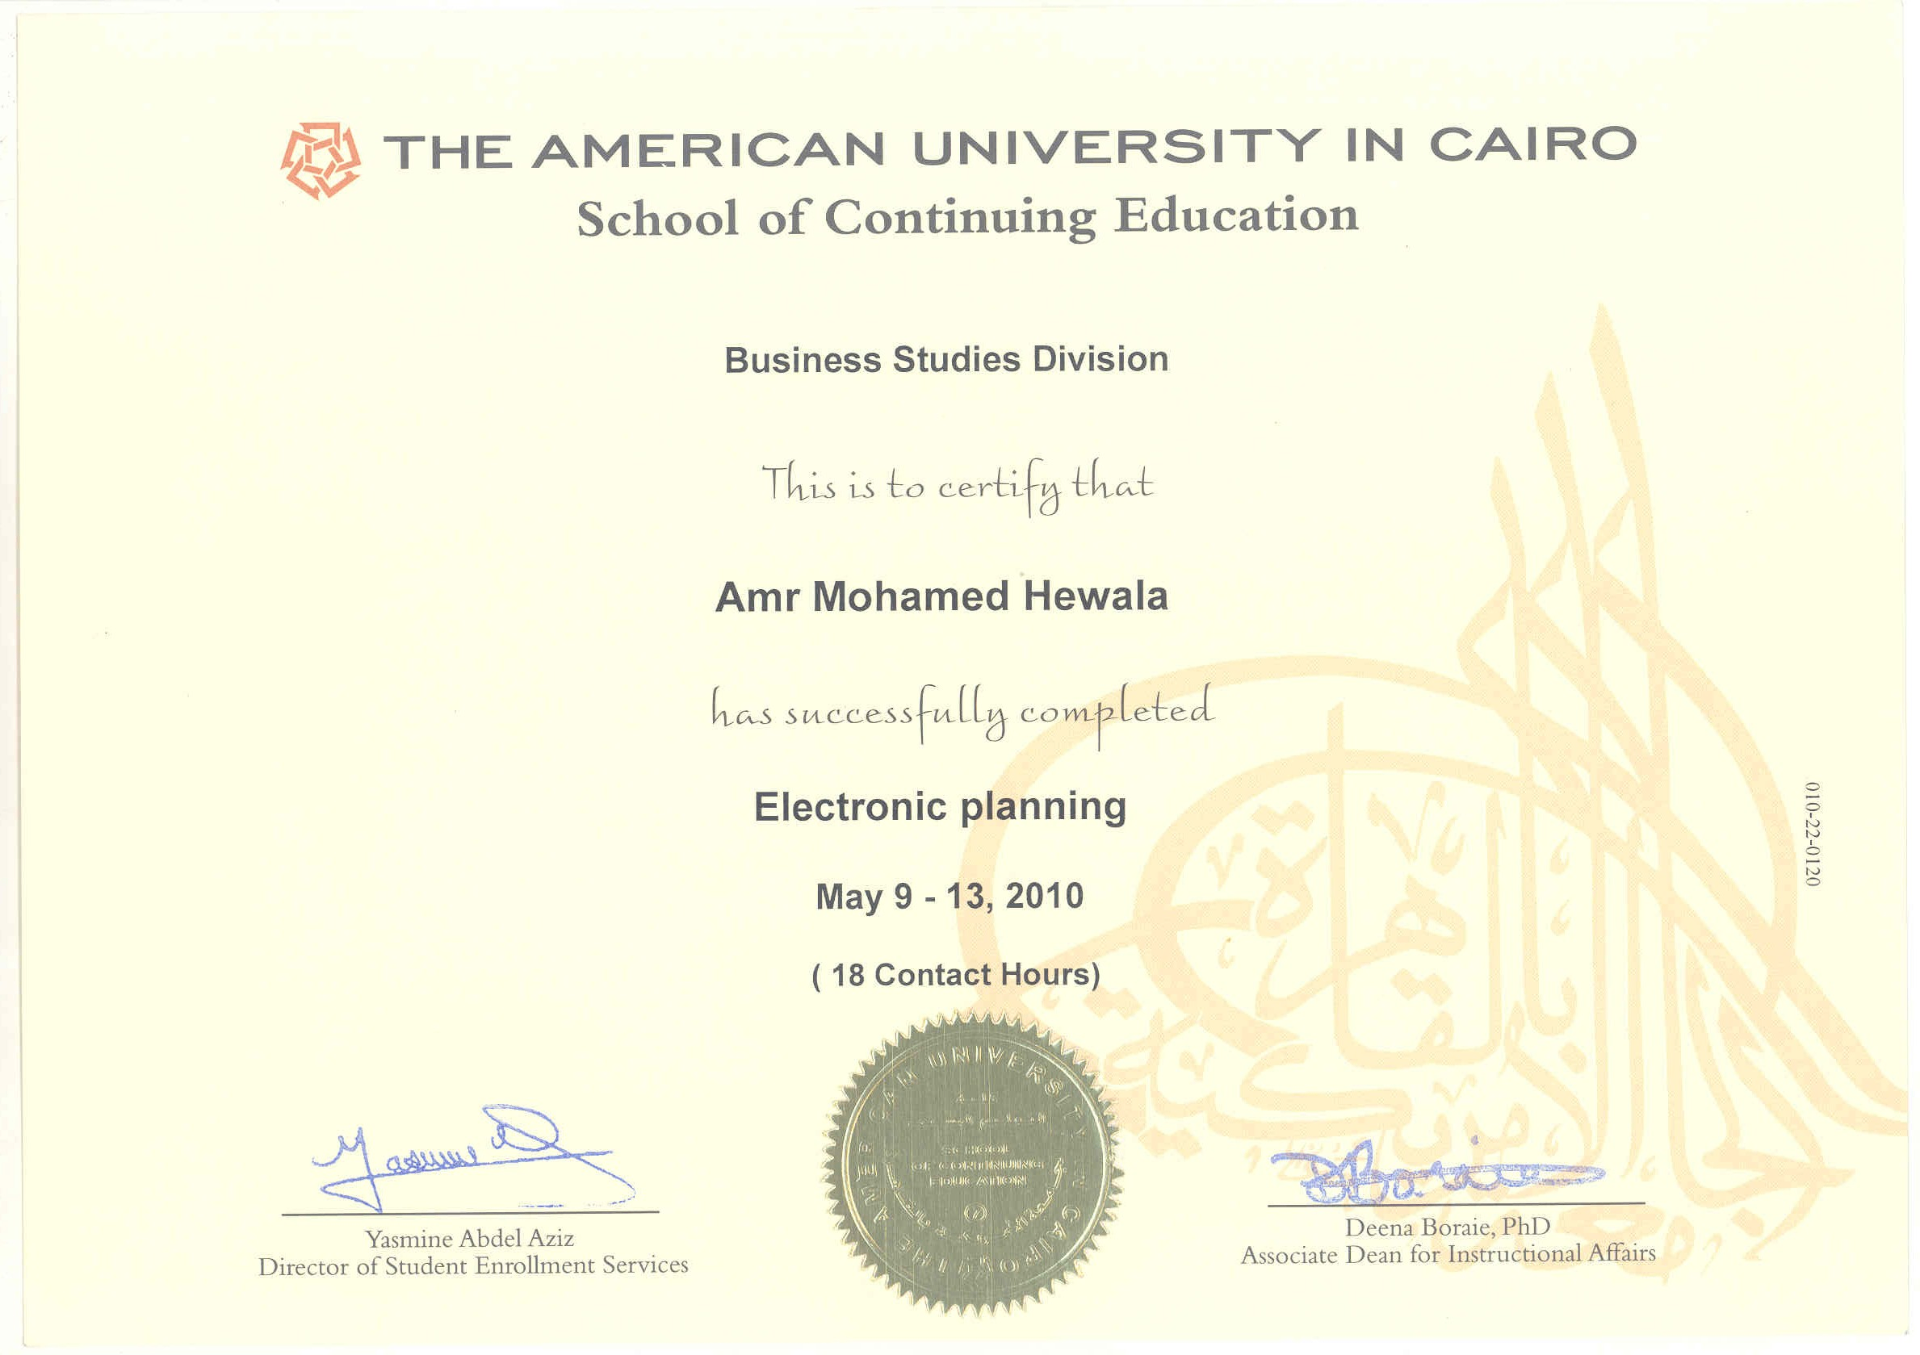 THE AMERICAN UNIVERSITY IN CAIRO
School of Continuing Education
Business Studies Division
This is to certify that
Amr Mohamed Hewala
has successfully completed
Electronic planning
May 9 - 13, 2010
( 18 Contact Hours)
010-22-0120
THE AMERICAN UNIVERSITY IN CAIRO
SCHOOL
OF CONTINUING
EDUCATION
الجامعة الأمريكية بالقاهرة
Yasmine Abdel Aziz
Director of Student Enrollment Services
Deena Boraie, PhD
Associate Dean for Instructional Affairs